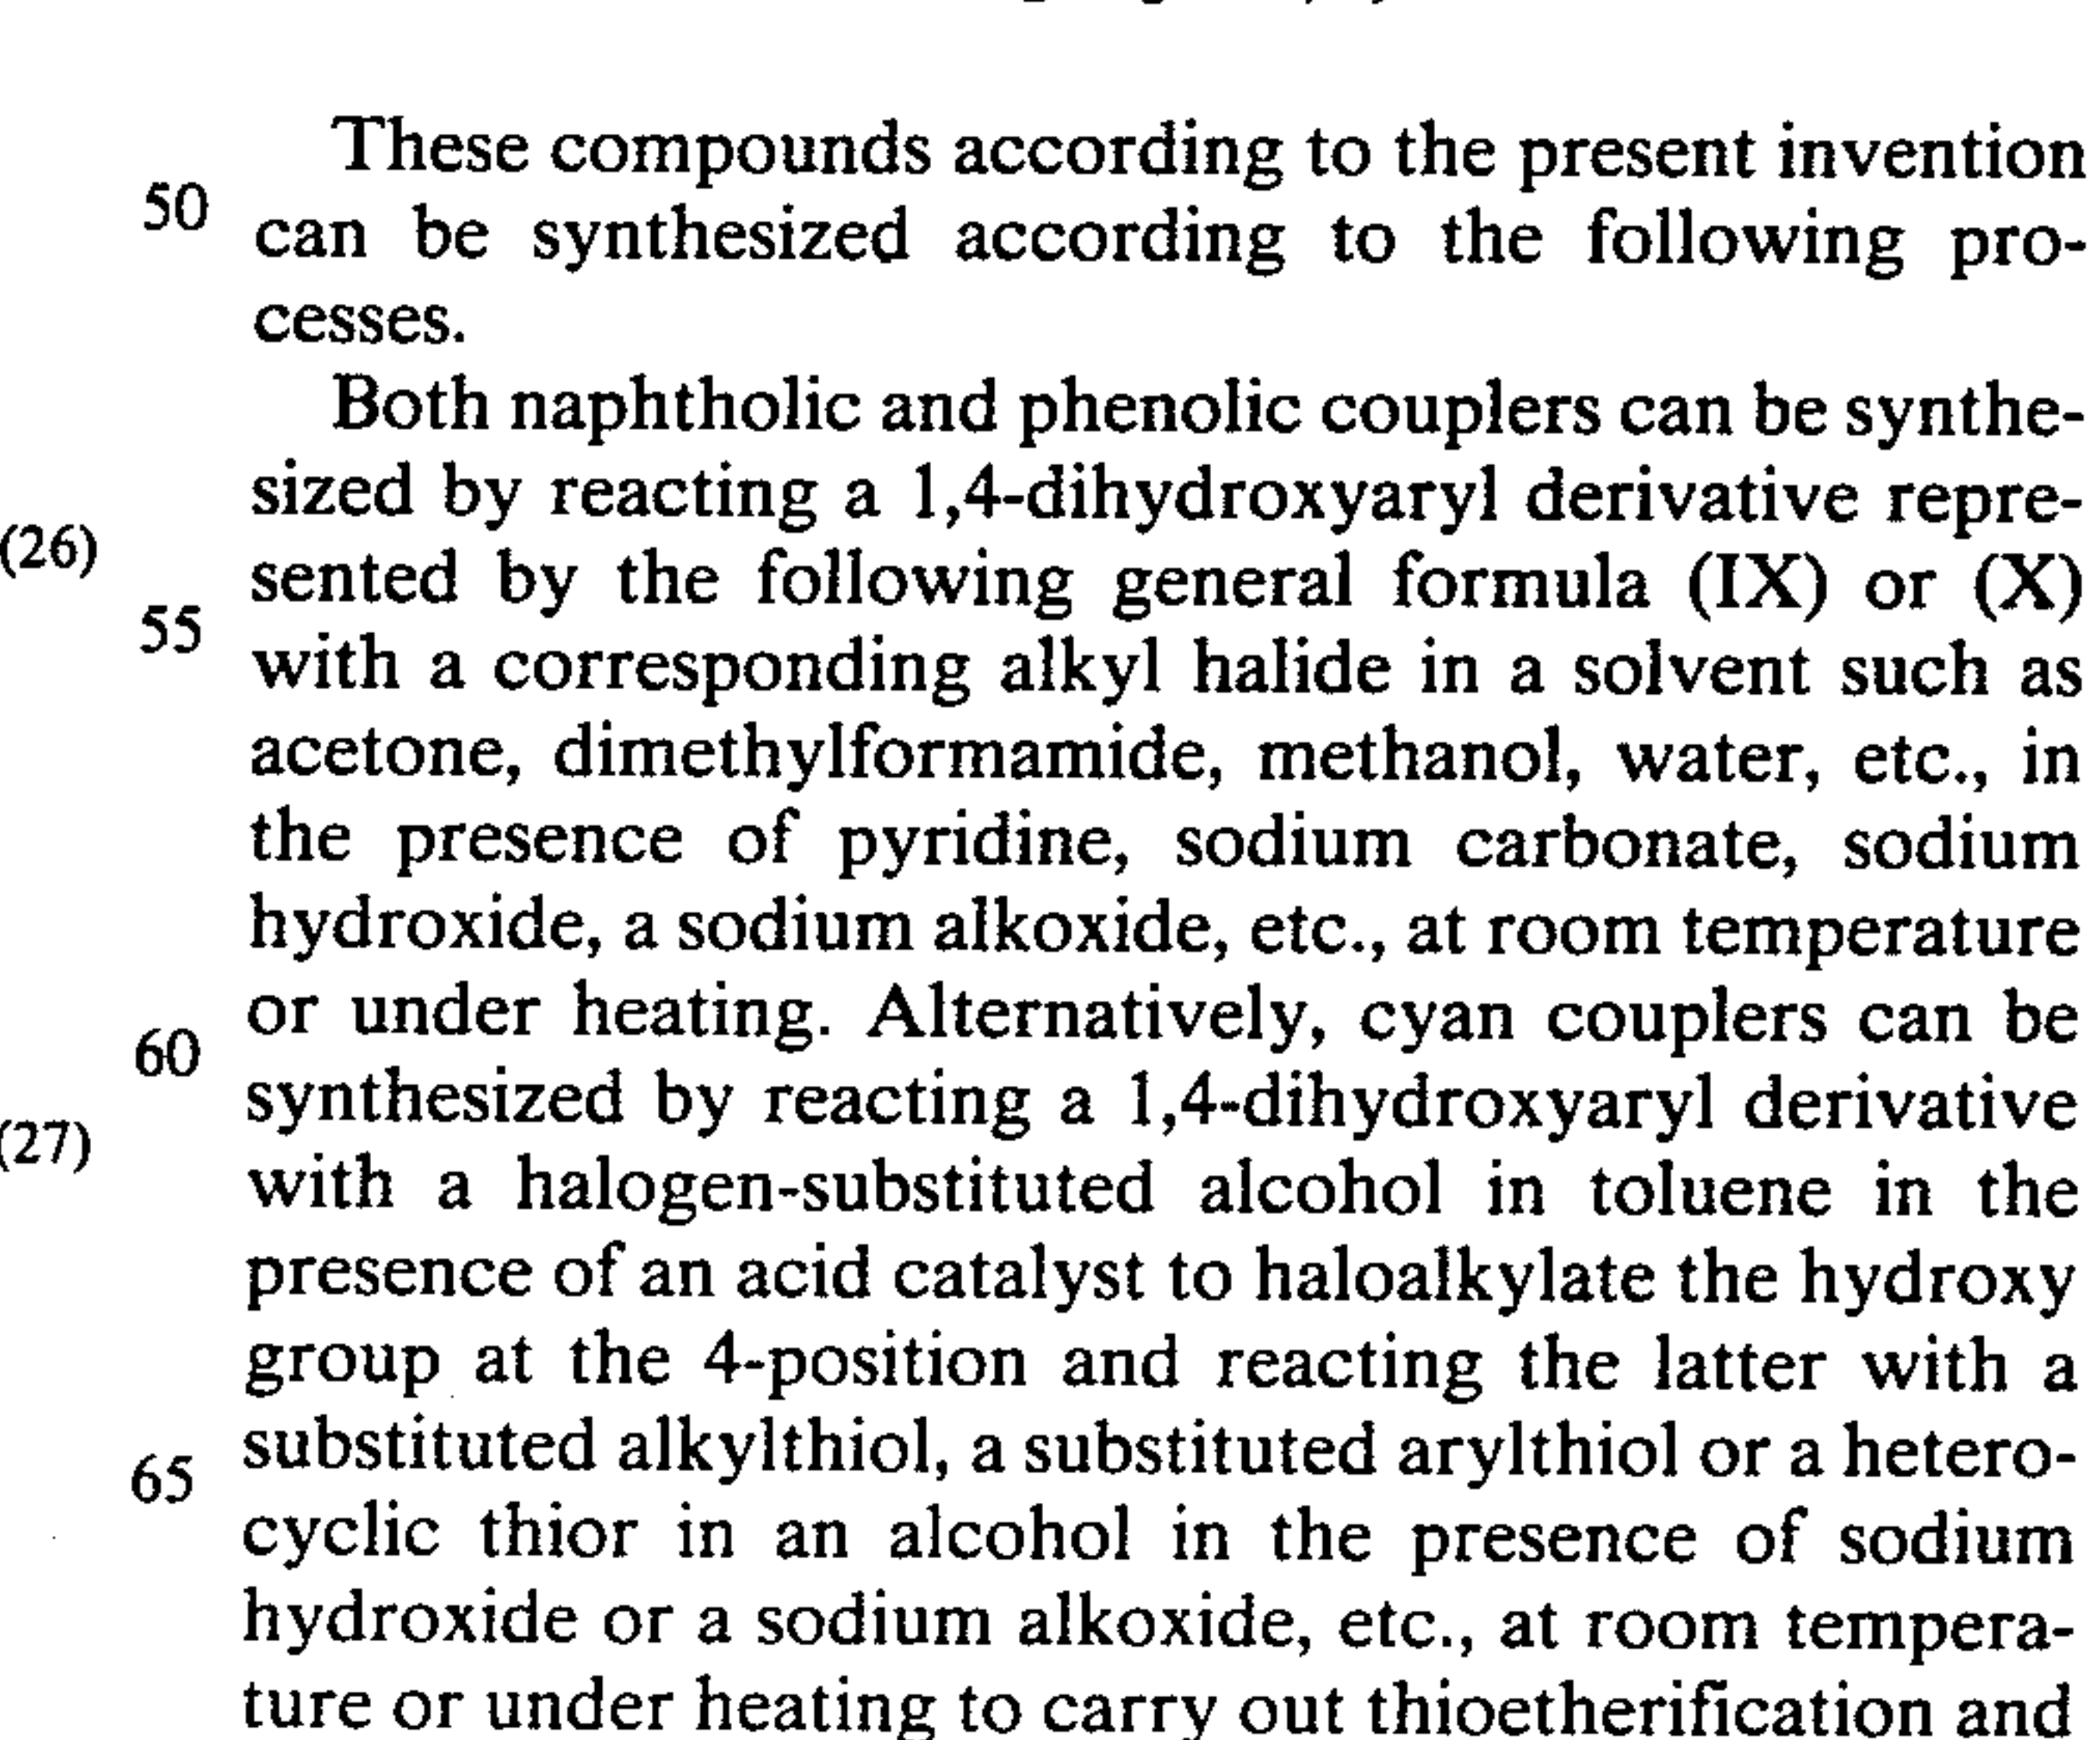 These compounds according to the present invention
50
can be synthesized according to the following pro-
cesses.
Both naphtholic and phenolic couplers can be synthe-
sized by reacting a 1,4-dihydroxyaryl derivative repre-
(26)
sented by the following general formula (IX) or (X)
55
with a corresponding alkyl halide in a solvent such as
acetone, dimethylformamide, methanol, water, etc., in
the presence of pyridine, sodium carbonate, sodium
hydroxide, a sodium alkoxide, etc., at room temperature
or under heating. Alternatively, cyan couplers can be
60
synthesized by reacting a 1,4-dihydroxyaryl derivative
(27)
with a halogen-substituted alcohol in toluene in the
presence of an acid catalyst to haloalkylate the hydroxy
group at the 4-position and reacting the latter with a
substituted alkylthiol, a substituted arylthiol or a hetero-
65
cyclic thior in an alcohol in the presence of sodium
hydroxide or a sodium alkoxide, etc., at room tempera-
ture or under heating to carry out thioetherification and